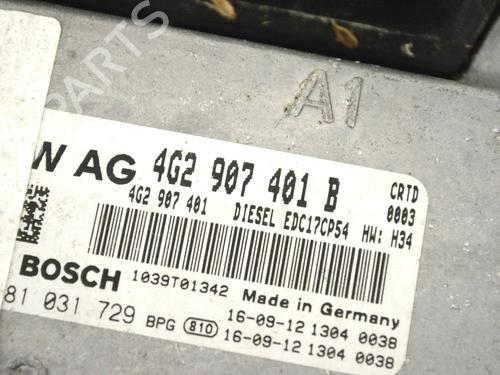 A1
W AG 4G2 907 401 B CRTD
4G2 907 401 DIESEL EDC17CP54 0003
HW: H34
BOSCH 1039T01342 Made in Germany
81 031 729 BPG 810 16-09-12 1304 0038
16-09-12 1304 0038
B-PARTS